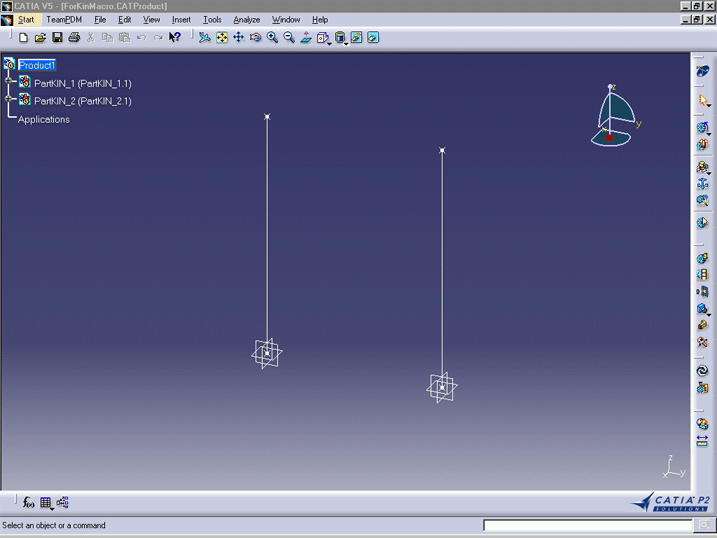 CATIA V5 - [ForKinMacro.CATProduct]
Start TeamPDM File Edit View Insert Tools Analyze Window Help
Product1
PartKIN_1 (PartKIN_1.1)
PartKIN_2 (PartKIN_2.1)
Applications
z
y
x
z
x y
f(x)
CATIA P2
SOLUTIONS
Select an object or a command